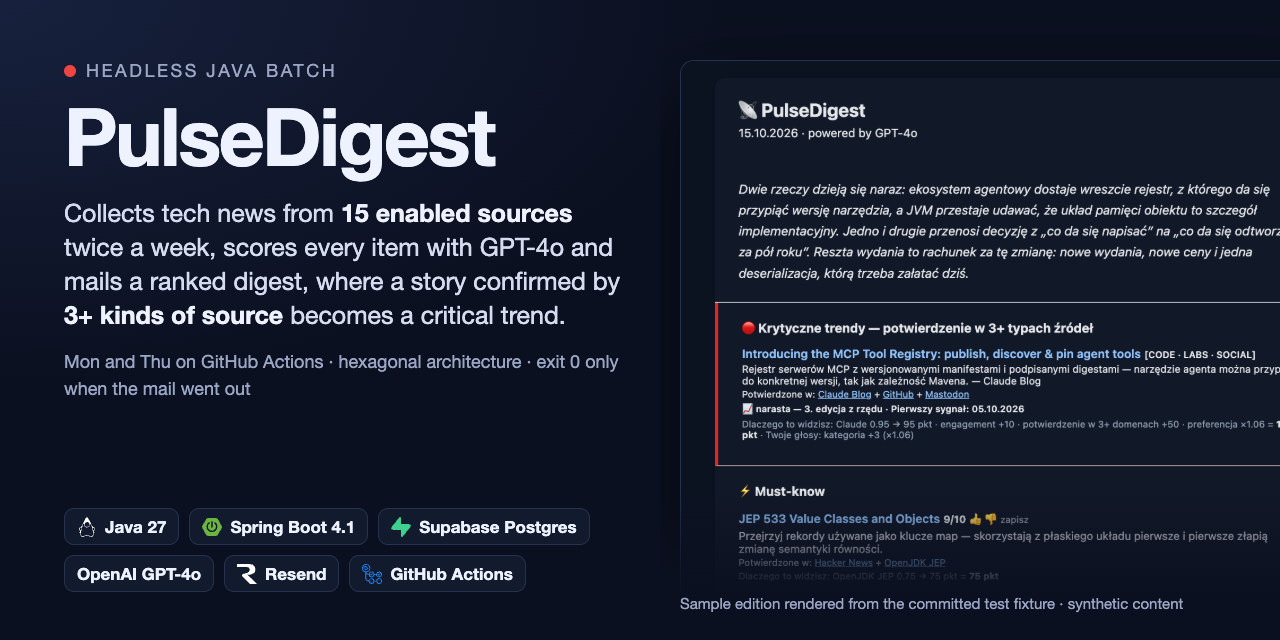 HEADLESS JAVA BATCH
PulseDigest
Collects tech news from 15 enabled sources
twice a week, scores every item with GPT-4o and
mails a ranked digest, where a story confirmed by
3+ kinds of source becomes a critical trend.
Mon and Thu on GitHub Actions · hexagonal architecture · exit 0 only
when the mail went out
Java 27
Spring Boot 4.1
Supabase Postgres
OpenAI GPT-4o
Resend
GitHub Actions
PulseDigest
15.10.2026 · powered by GPT-4o
Dwie rzeczy dzieją się naraz: ekosystem agentowy dostaje wreszcie rejestr, z którego da się
przypiąć wersję narzędzia, a JVM przestaje udawać, że układ pamięci obiektu to szczegół
implementacyjny. Jedno i drugie przenosi decyzję z „co da się napisać” na „co da się odtworz
za pół roku”. Reszta wydania to rachunek za tę zmianę: nowe wydania, nowe ceny i jedna
deserializacja, którą trzeba załatać dziś.
🔴 Krytyczne trendy — potwierdzenie w 3+ typach źródeł
Introducing the MCP Tool Registry: publish, discover & pin agent tools [CODE · LABS · SOCIAL]
Rejestr serwerów MCP z wersjonowanymi manifestami i podpisanymi digestami — narzędzie agenta można przyp
do konkretnej wersji, tak jak zależność Mavena. — Claude Blog
Potwierdzone w: Claude Blog + GitHub + Mastodon
📈 narasta — 3. edycja z rzędu · Pierwszy sygnał: 05.10.2026
Dlaczego to widzisz: Claude 0.95 → 95 pkt · engagement +10 · potwierdzenie w 3+ domenach +50 · preferencja ×1.06 = 1
pkt · Twoje głosy: kategoria +3 (×1.06)
⚡ Must-know
JEP 533 Value Classes and Objects 9/10 👍 👎 zapisz
Przejrzyj rekordy używane jako klucze map — skorzystają z płaskiego układu pierwsze i pierwsze złapią
zmianę semantyki równości.
Potwierdzone w: Hacker News + OpenJDK JEP
Dlaczego to widzisz: OpenJDK JEP 0.75 → 75 pkt = 75 pkt
Sample edition rendered from the committed test fixture · synthetic content